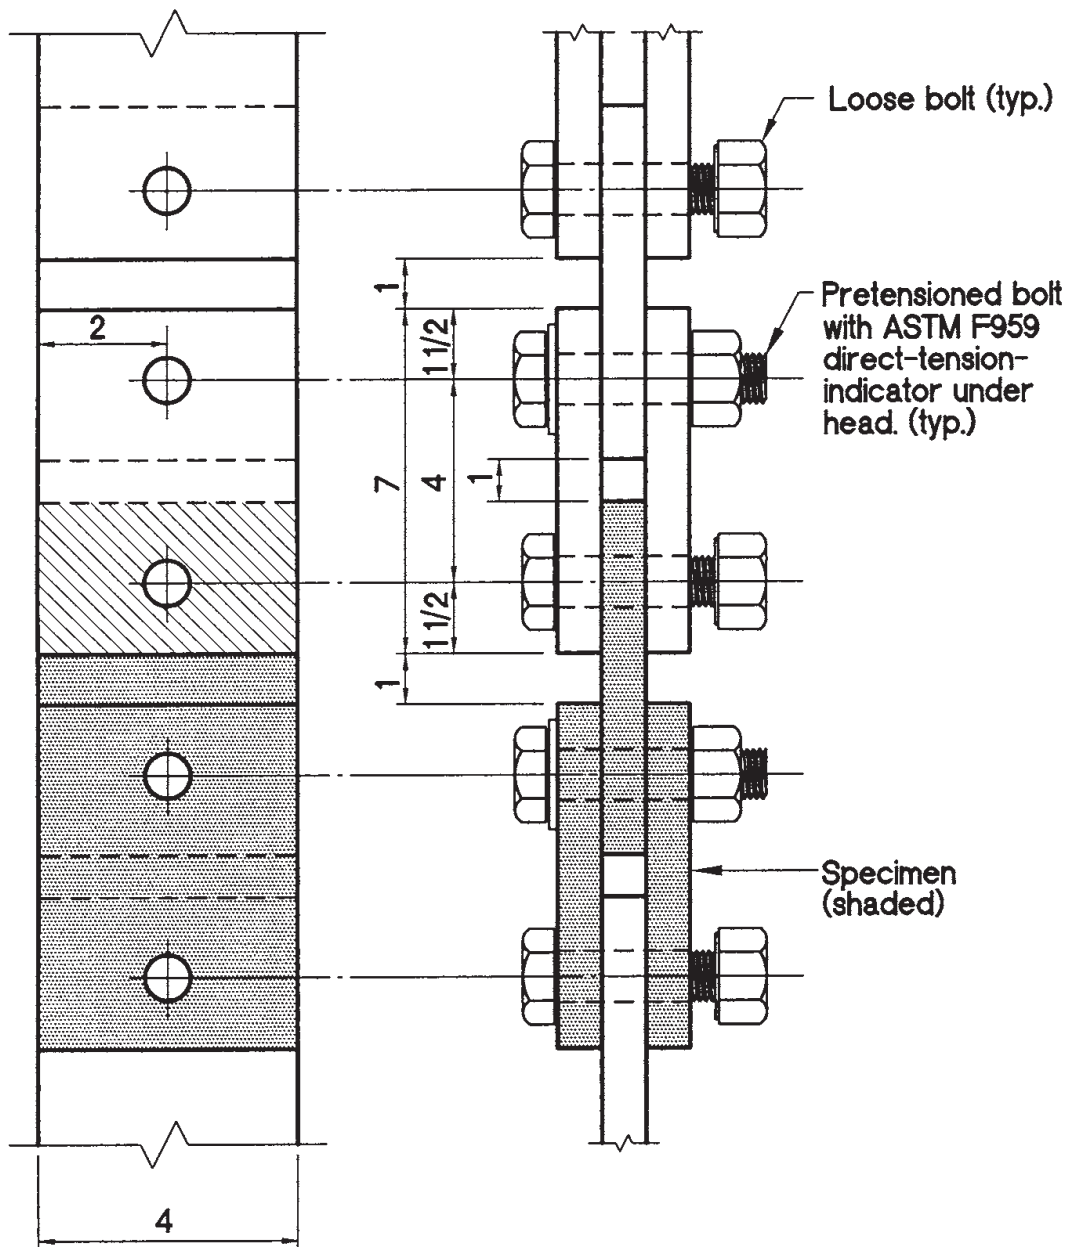 Loose bolt (typ.)
1
Pretensioned bolt
with ASTM F959
direct-tension-
indicator under
head. (typ.)
2
1 1/2
7
4
1
1 1/2
1
Specimen
(shaded)
4